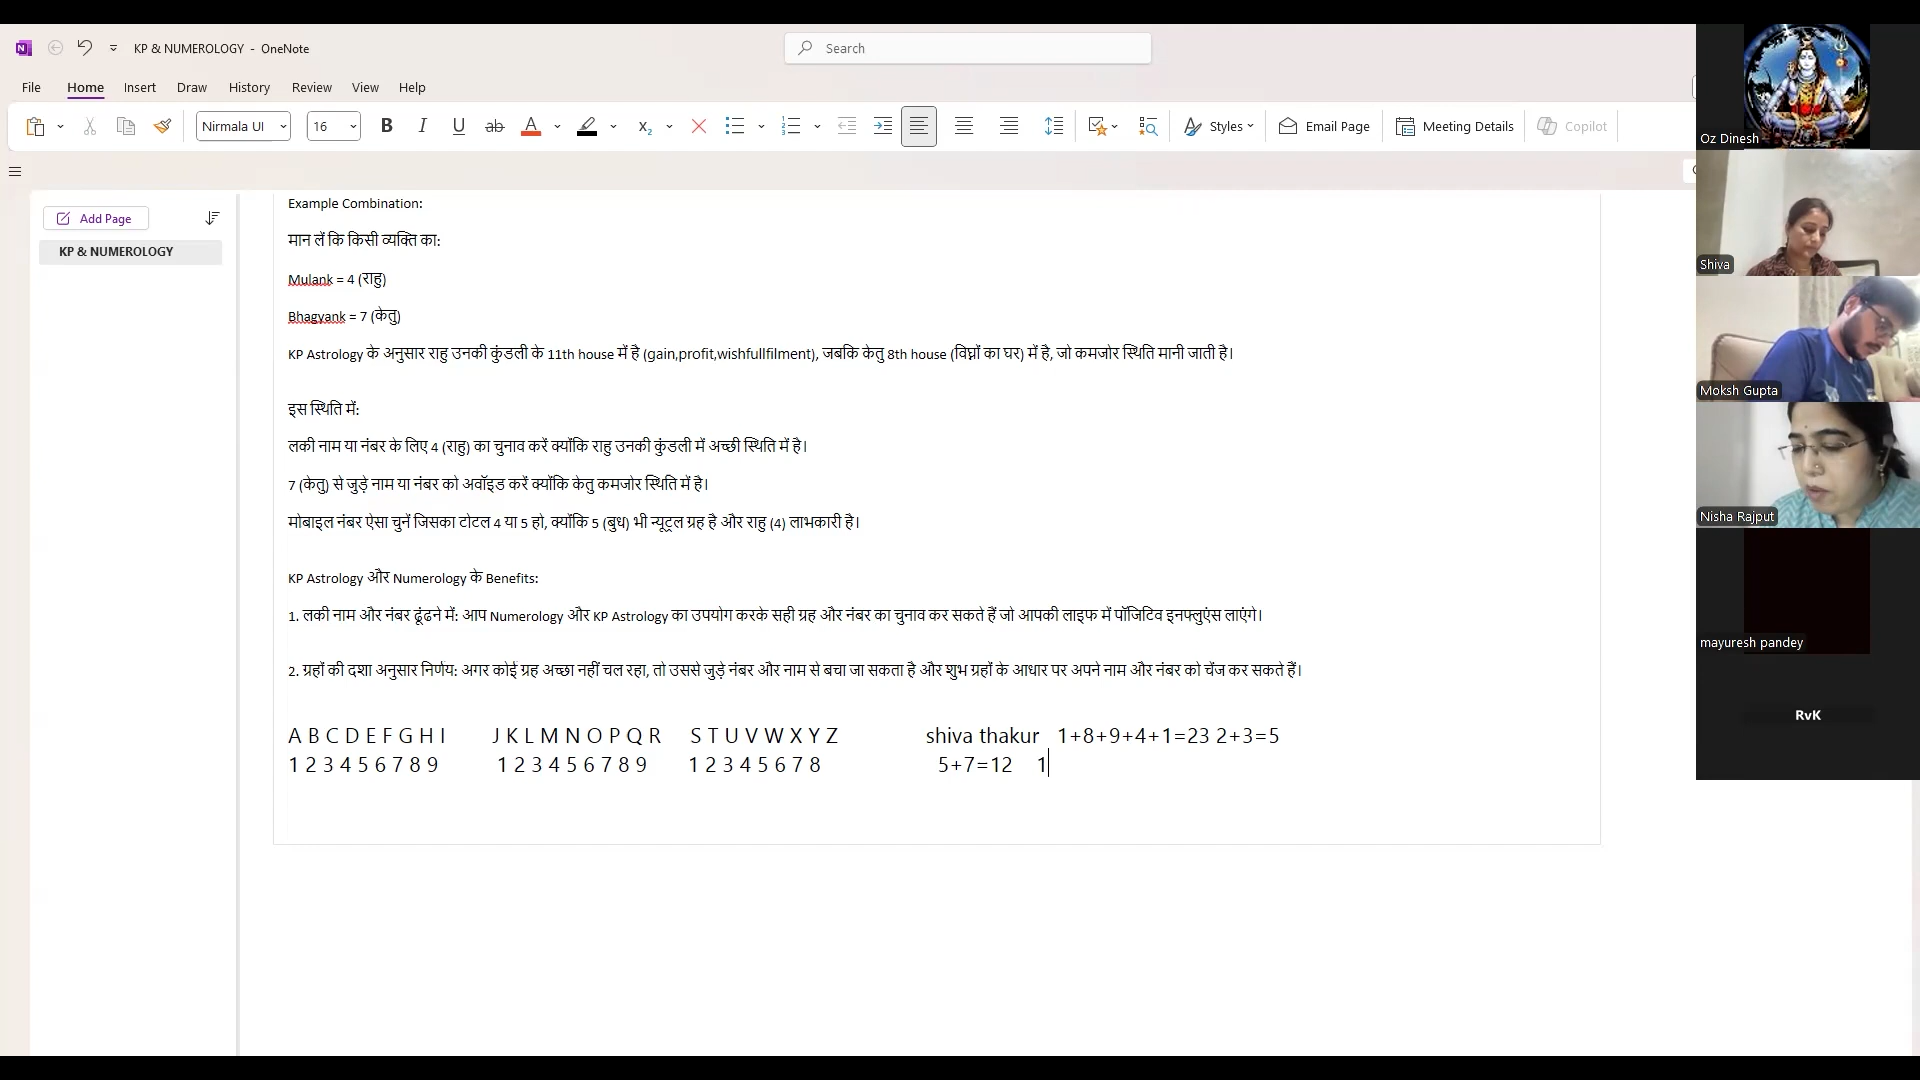 KP & NUMEROLOGY - OneNote
Search
File Home Insert Draw History Review View Help
Nirmala UI 16 B I U ab A x₂ Styles Email Page Meeting Details Copilot
Add Page
KP & NUMEROLOGY
Example Combination:
मान लें कि किसी व्यक्ति का:
Mulank = 4 (राहु)
Bhagyank = 7 (केतु)
KP Astrology के अनुसार राहु उनकी कुंडली के 11th house में है (gain,profit,wishfullfilment), जबकि केतु 8th house (विघ्नों का घर) में है, जो कमजोर स्थिति मानी जाती है।
इस स्थिति में:
लकी नाम या नंबर के लिए 4 (राहु) का चुनाव करें क्योंकि राहु उनकी कुंडली में अच्छी स्थिति में है।
7 (केतु) से जुड़े नाम या नंबर को अवॉइड करें क्योंकि केतु कमजोर स्थिति में है।
मोबाइल नंबर ऐसा चुनें जिसका टोटल 4 या 5 हो, क्योंकि 5 (बुध) भी न्यूट्रल ग्रह है और राहु (4) लाभकारी है।
KP Astrology और Numerology के Benefits:
1. लकी नाम और नंबर ढूंढने में: आप Numerology और KP Astrology का उपयोग करके सही ग्रह और नंबर का चुनाव कर सकते हैं जो आपकी लाइफ में पॉजिटिव इनफ्लुएंस लाएंगे।
2. ग्रहों की दशा अनुसार निर्णय: अगर कोई ग्रह अच्छा नहीं चल रहा, तो उससे जुड़े नंबर और नाम से बचा जा सकता है और शुभ ग्रहों के आधार पर अपने नाम और नंबर को चेंज कर सकते हैं।
A B C D E F G H I J K L M N O P Q R S T U V W X Y Z shiva thakur 1+8+9+4+1=23 2+3=5
1 2 3 4 5 6 7 8 9 1 2 3 4 5 6 7 8 9 1 2 3 4 5 6 7 8 5+7=12 1
Oz Dinesh
Shiva
Moksh Gupta
Nisha Rajput
mayuresh pandey
RvK